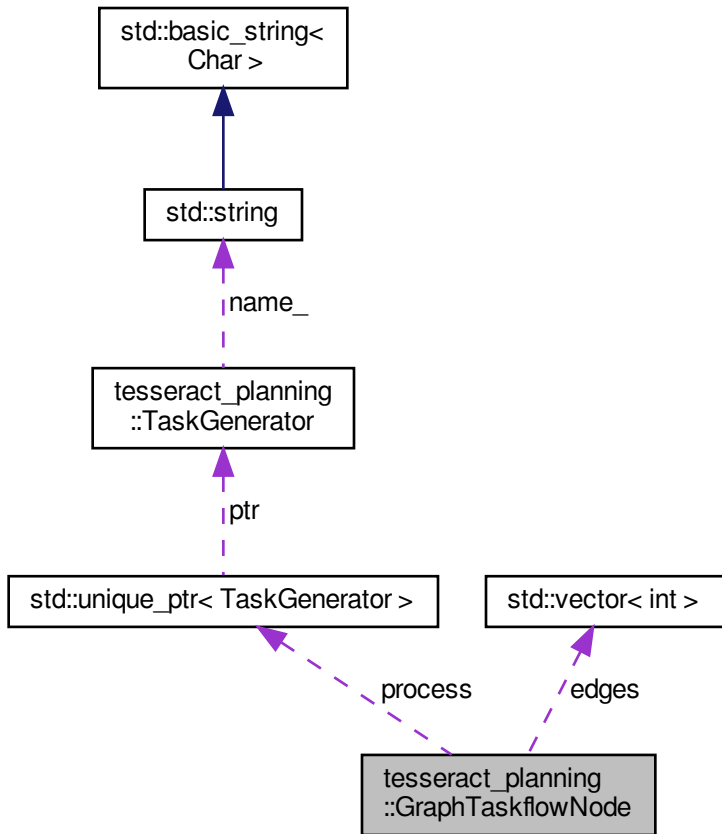 std::basic_string<
Char >
std::string
name_
tesseract_planning
::TaskGenerator
ptr
std::unique_ptr< TaskGenerator >
std::vector< int >
process
edges
tesseract_planning
::GraphTaskflowNode